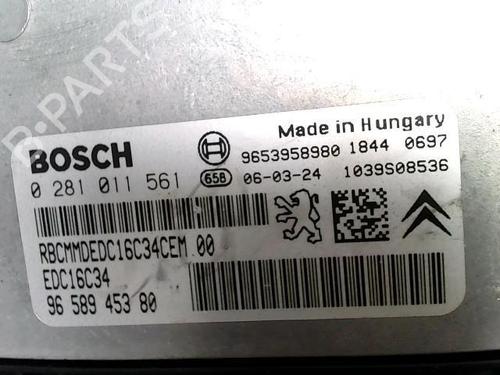 B-PARTS
Made in Hungary
BOSCH
9653958980 1844 0697
0 281 011 561 65B 06-03-24 1039S08536
RBCMMDEDC16C34CEM 00
EDC16C34
96 589 453 80